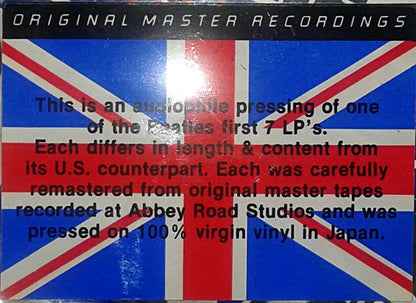 ORIGINAL MASTER RECORDINGS
This is an audiophile pressing of one
of the Beatles first 7 LP's.
Each differs in length & content from
its U.S. counterpart. Each was carefully
remastered from original master tapes
recorded at Abbey Road Studios and was
pressed on 100% virgin vinyl in Japan.